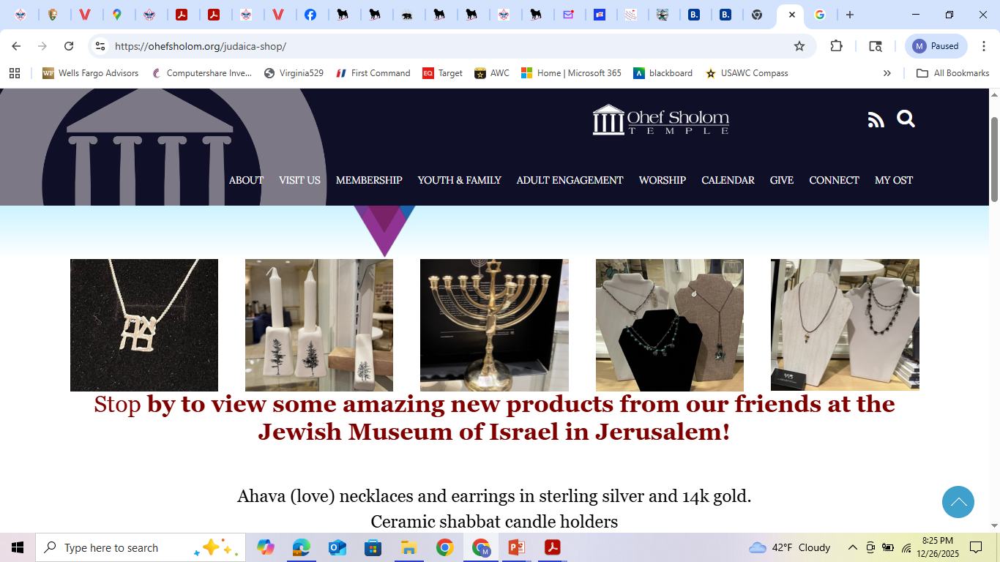 https://ohefsholom.org/judaica-shop/
M Paused
Wells Fargo Advisors
Computershare Inve...
Virginia529
First Command
Target
AWC
Home | Microsoft 365
blackboard
USAWC Compass
All Bookmarks
Ohef Sholom
TEMPLE
ABOUT VISIT US MEMBERSHIP YOUTH & FAMILY ADULT ENGAGEMENT WORSHIP CALENDAR GIVE CONNECT MY OST
Stop by to view some amazing new products from our friends at the
Jewish Museum of Israel in Jerusalem!
Ahava (love) necklaces and earrings in sterling silver and 14k gold.
Ceramic shabbat candle holders
Type here to search
42°F Cloudy
8:25 PM
12/26/2025